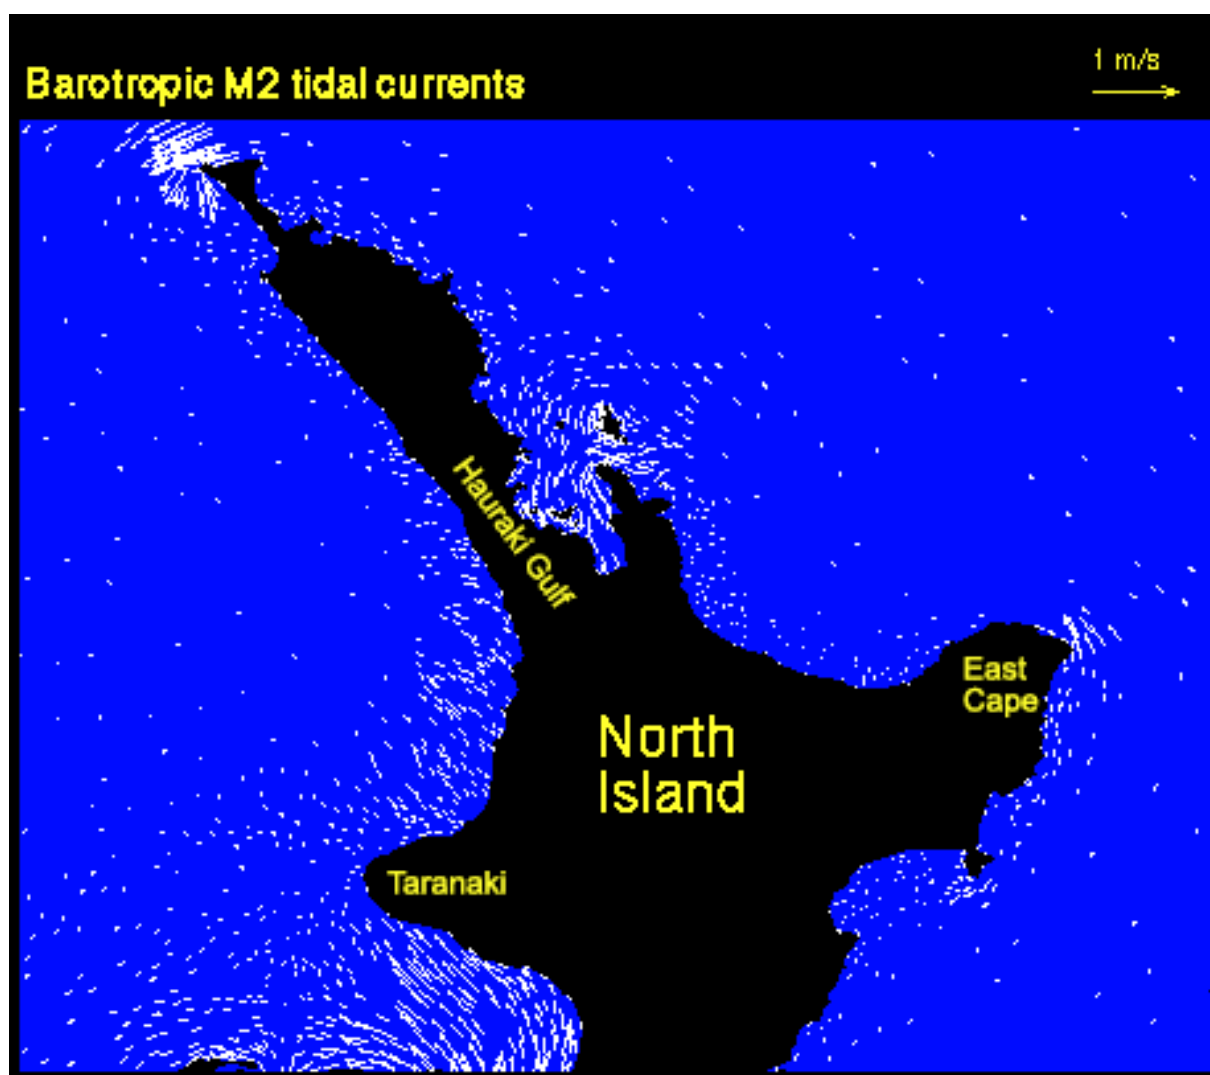 1 m/s
Barotropic M2 tidal currents
Hauraki Gulf
East
Cape
North
Island
Taranaki